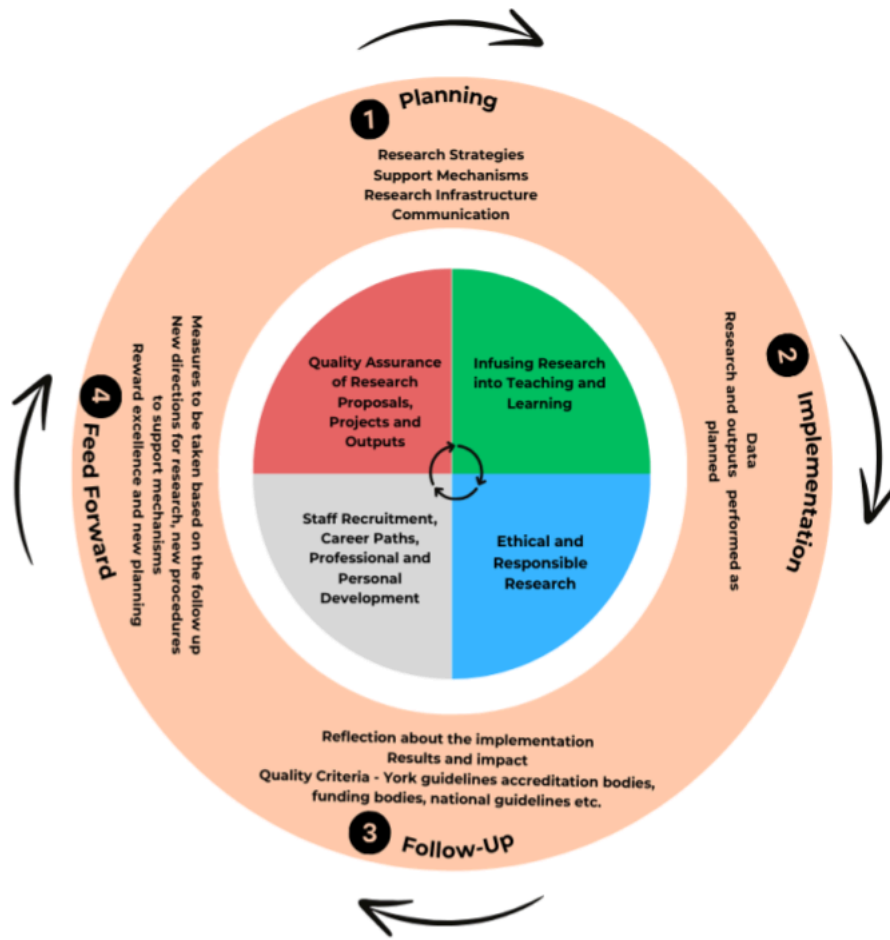 1 Planning
Research Strategies
Support Mechanisms
Research Infrastructure
Communication
2 Implementation
Data
Research and outputs performed as
planned
3 Follow-Up
Reflection about the implementation
Results and impact
Quality Criteria - York guidelines accreditation bodies,
funding bodies, national guidelines etc.
4 Feed Forward
Measures to be taken based on the follow up
New directions for research, new procedures
to support mechanisms
Reward excellence and new planning
Quality Assurance
of Research
Proposals,
Projects and
Outputs
Infusing Research
into Teaching and
Learning
Ethical and
Responsible
Research
Staff Recruitment,
Career Paths,
Professional and
Personal
Development